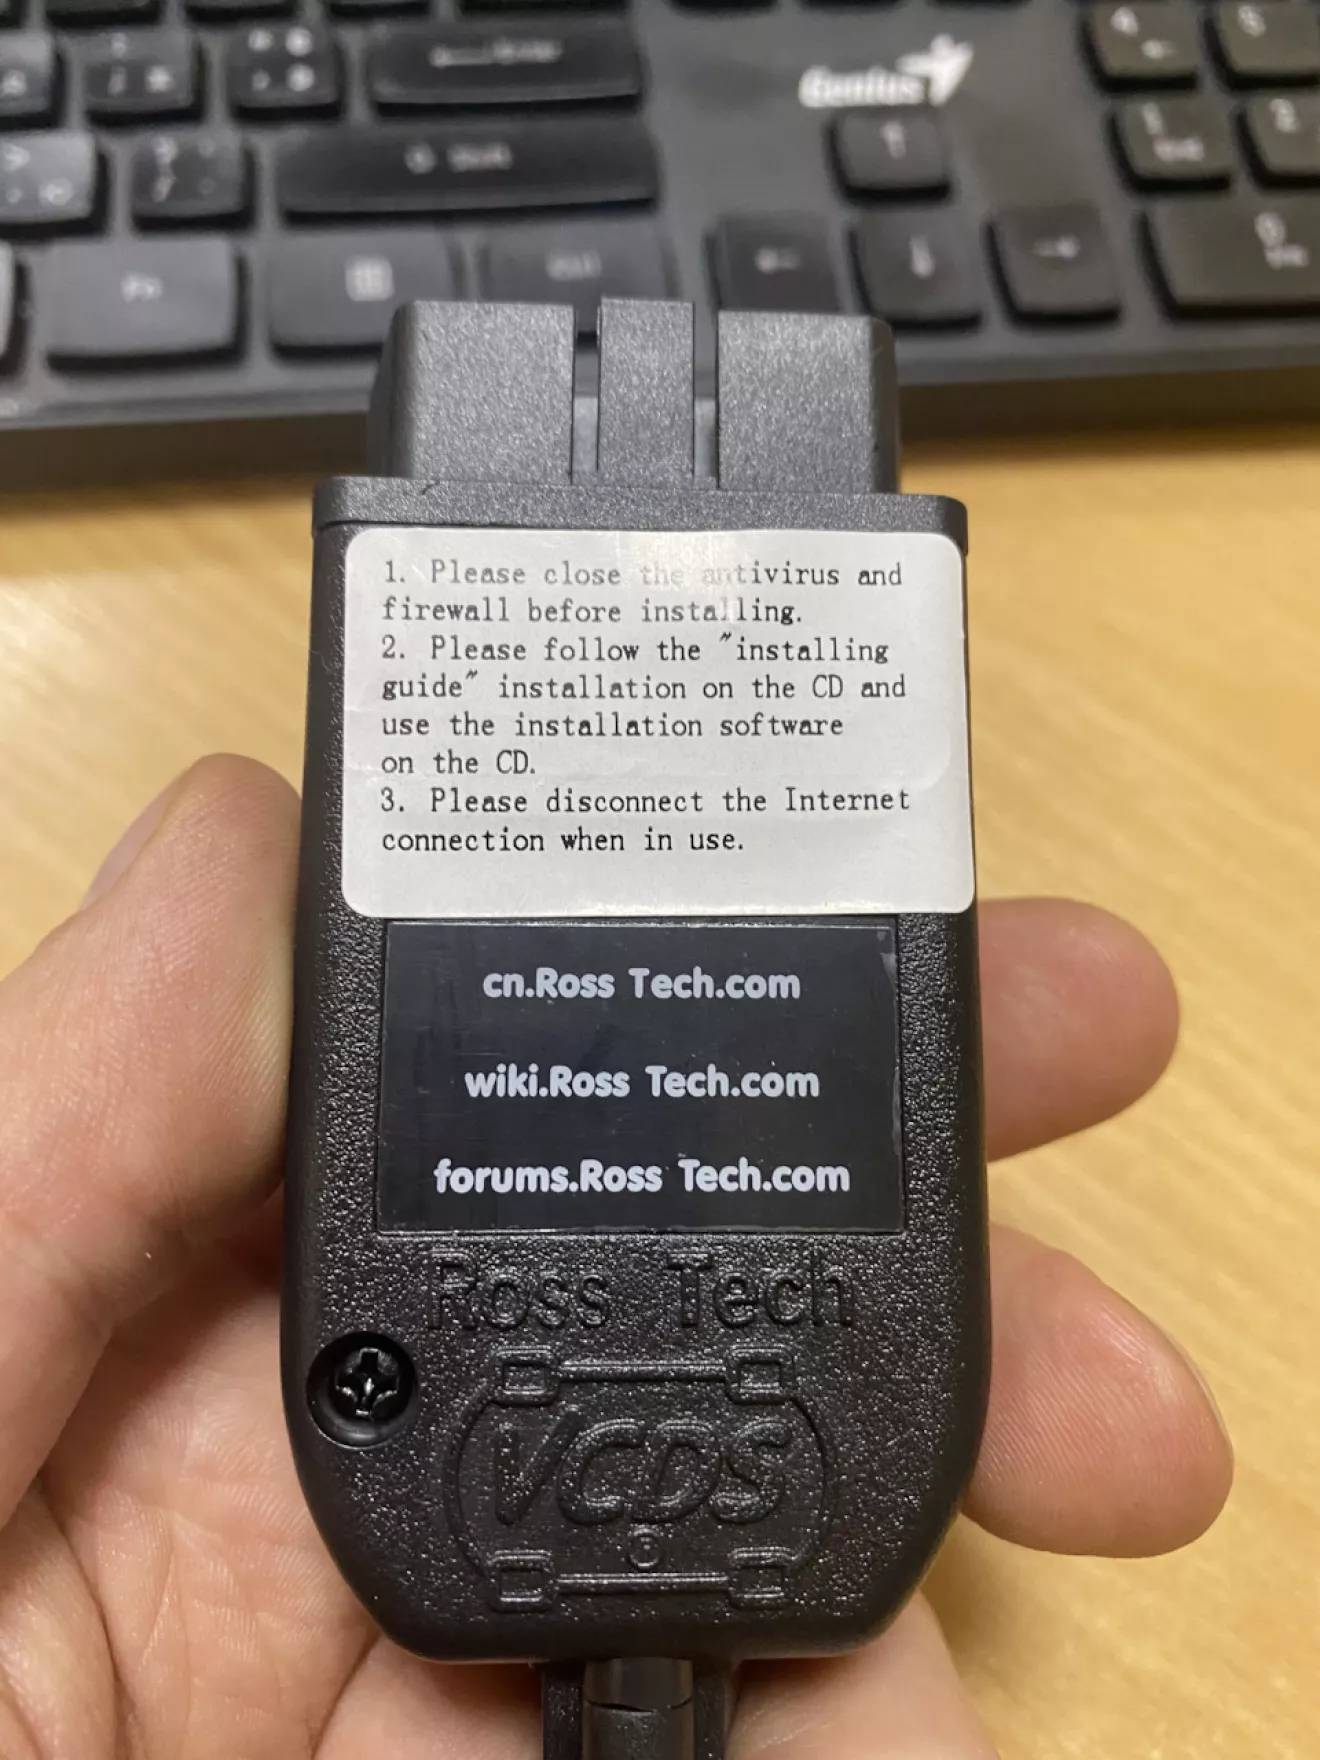 Genius
Shift
1. Please close the antivirus and
firewall before installing.
2. Please follow the "installing
guide" installation on the CD and
use the installation software
on the CD.
3. Please disconnect the Internet
connection when in use.
cn.Ross Tech.com
wiki.Ross Tech.com
forums.Ross Tech.com
Ross Tech
VCDS